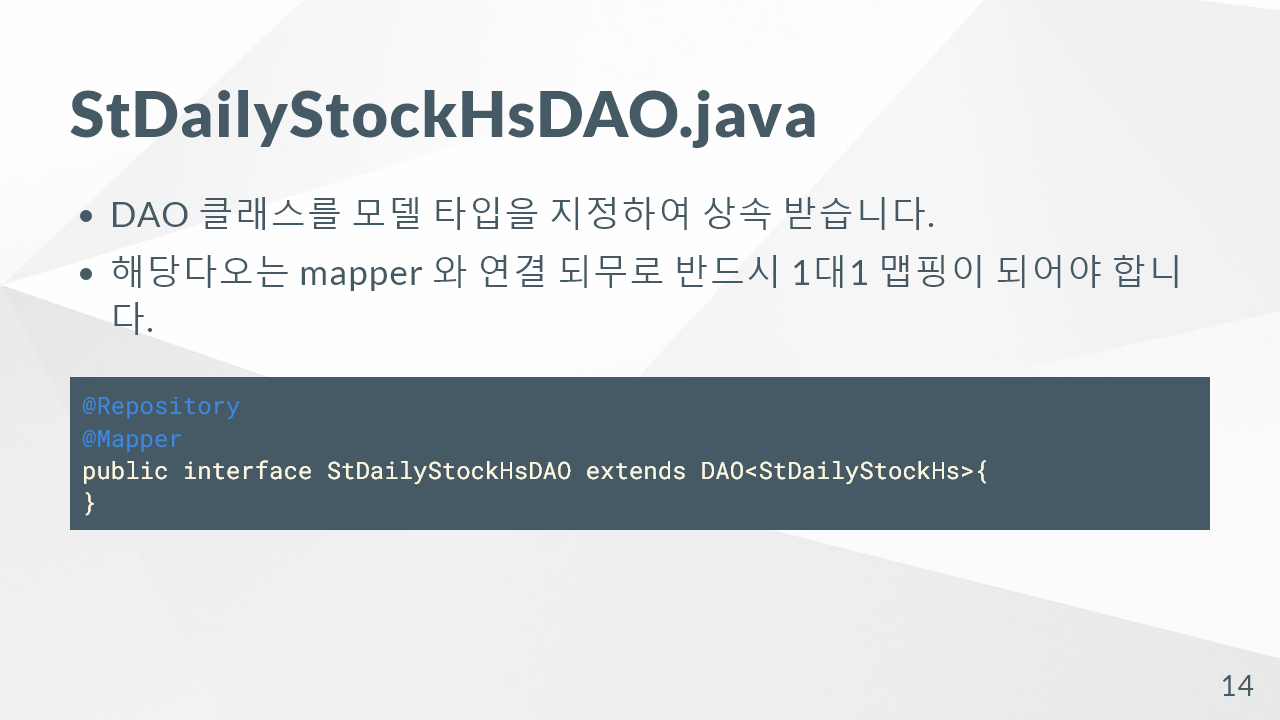 StDailyStockHsDAO.java
• DAO 클래스를 모델 타입을 지정하여 상속 받습니다.
• 해당다오는 mapper 와 연결 되무로 반드시 1대1 맵핑이 되어야 합니
다.
@Repository
@Mapper
public interface StDailyStockHsDAO extends DAO<StDailyStockHs>{
}
14